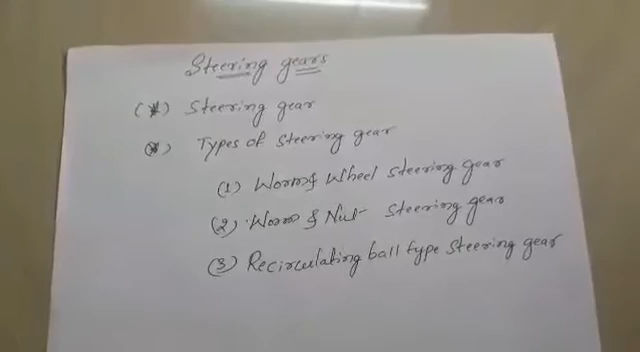 Steering gears
(*) Steering gear
(*) Types of Steering gear
(1) Worm & Wheel Steering gear
(2) Worm & Nut Steering gear
(3) Recirculating ball type Steering gear